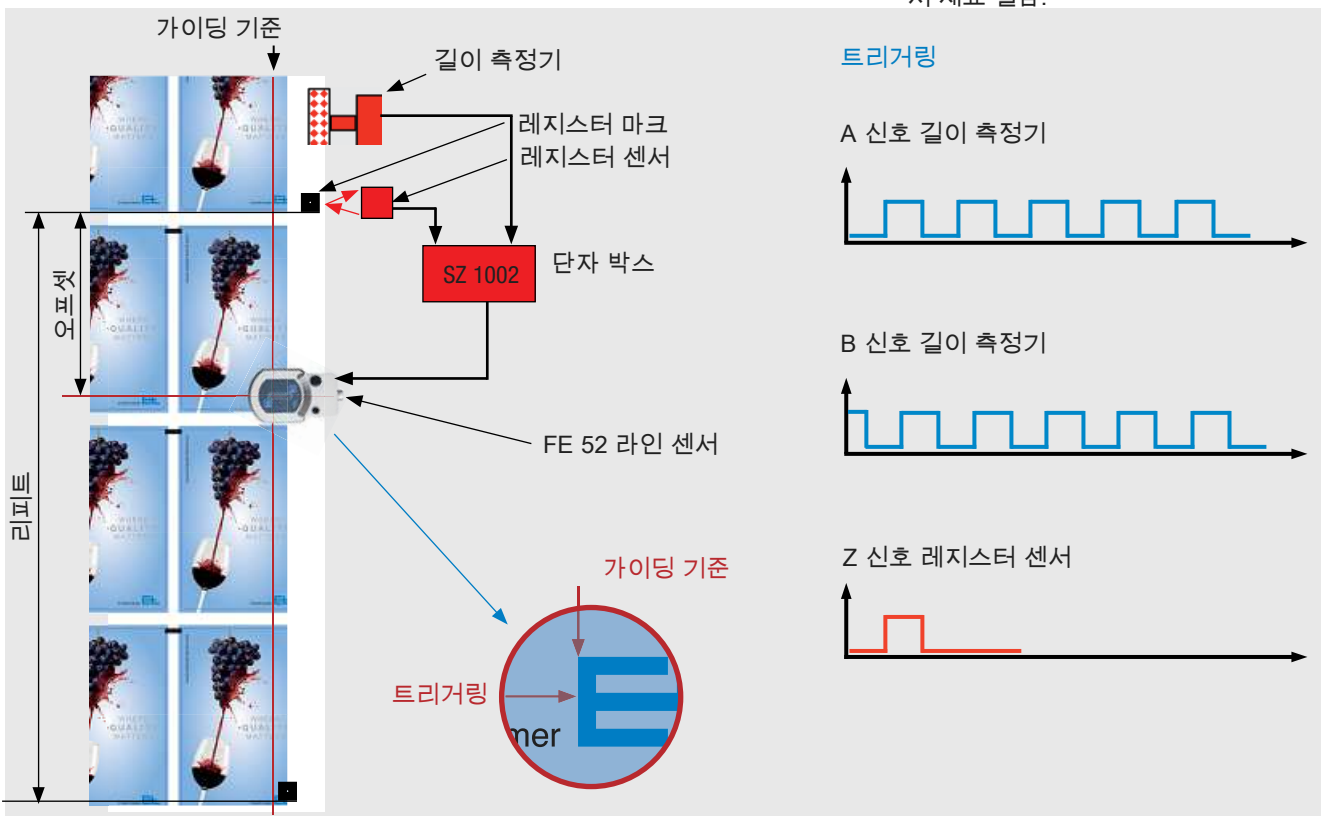 가이딩 기준
길이 측정기
레지스터 마크
레지스터 센서
SZ 1002
단자 박스
오프셋
FE 52 라인 센서
리피트
가이딩 기준
트리거링
mer
트리거링
A 신호 길이 측정기
B 신호 길이 측정기
Z 신호 레지스터 센서